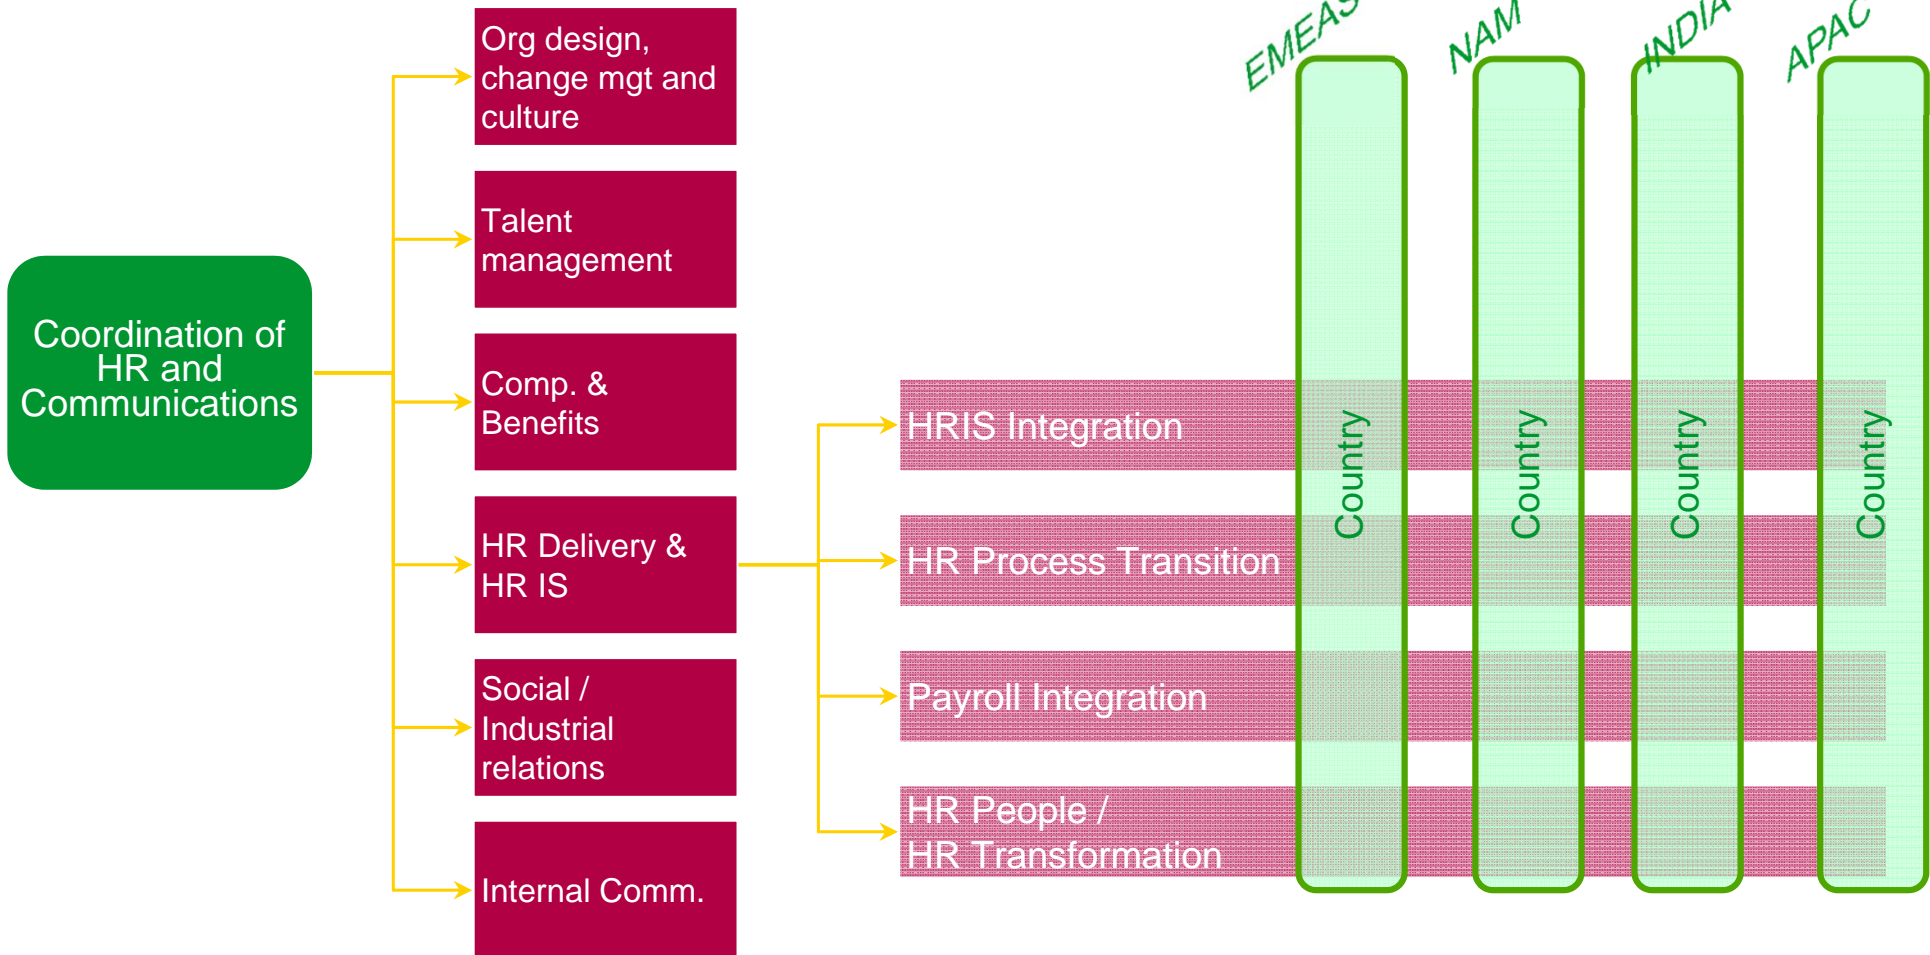 Coordination of
HR and
Communications
Org design,
change mgt and
culture
Talent
management
Comp. &
Benefits
HR Delivery &
HR IS
Social /
Industrial
relations
Internal Comm.
HRIS Integration
HR Process Transition
Payroll Integration
HR People /
HR Transformation
EMEAS
NAM
INDIA
APAC
Country
Country
Country
Country